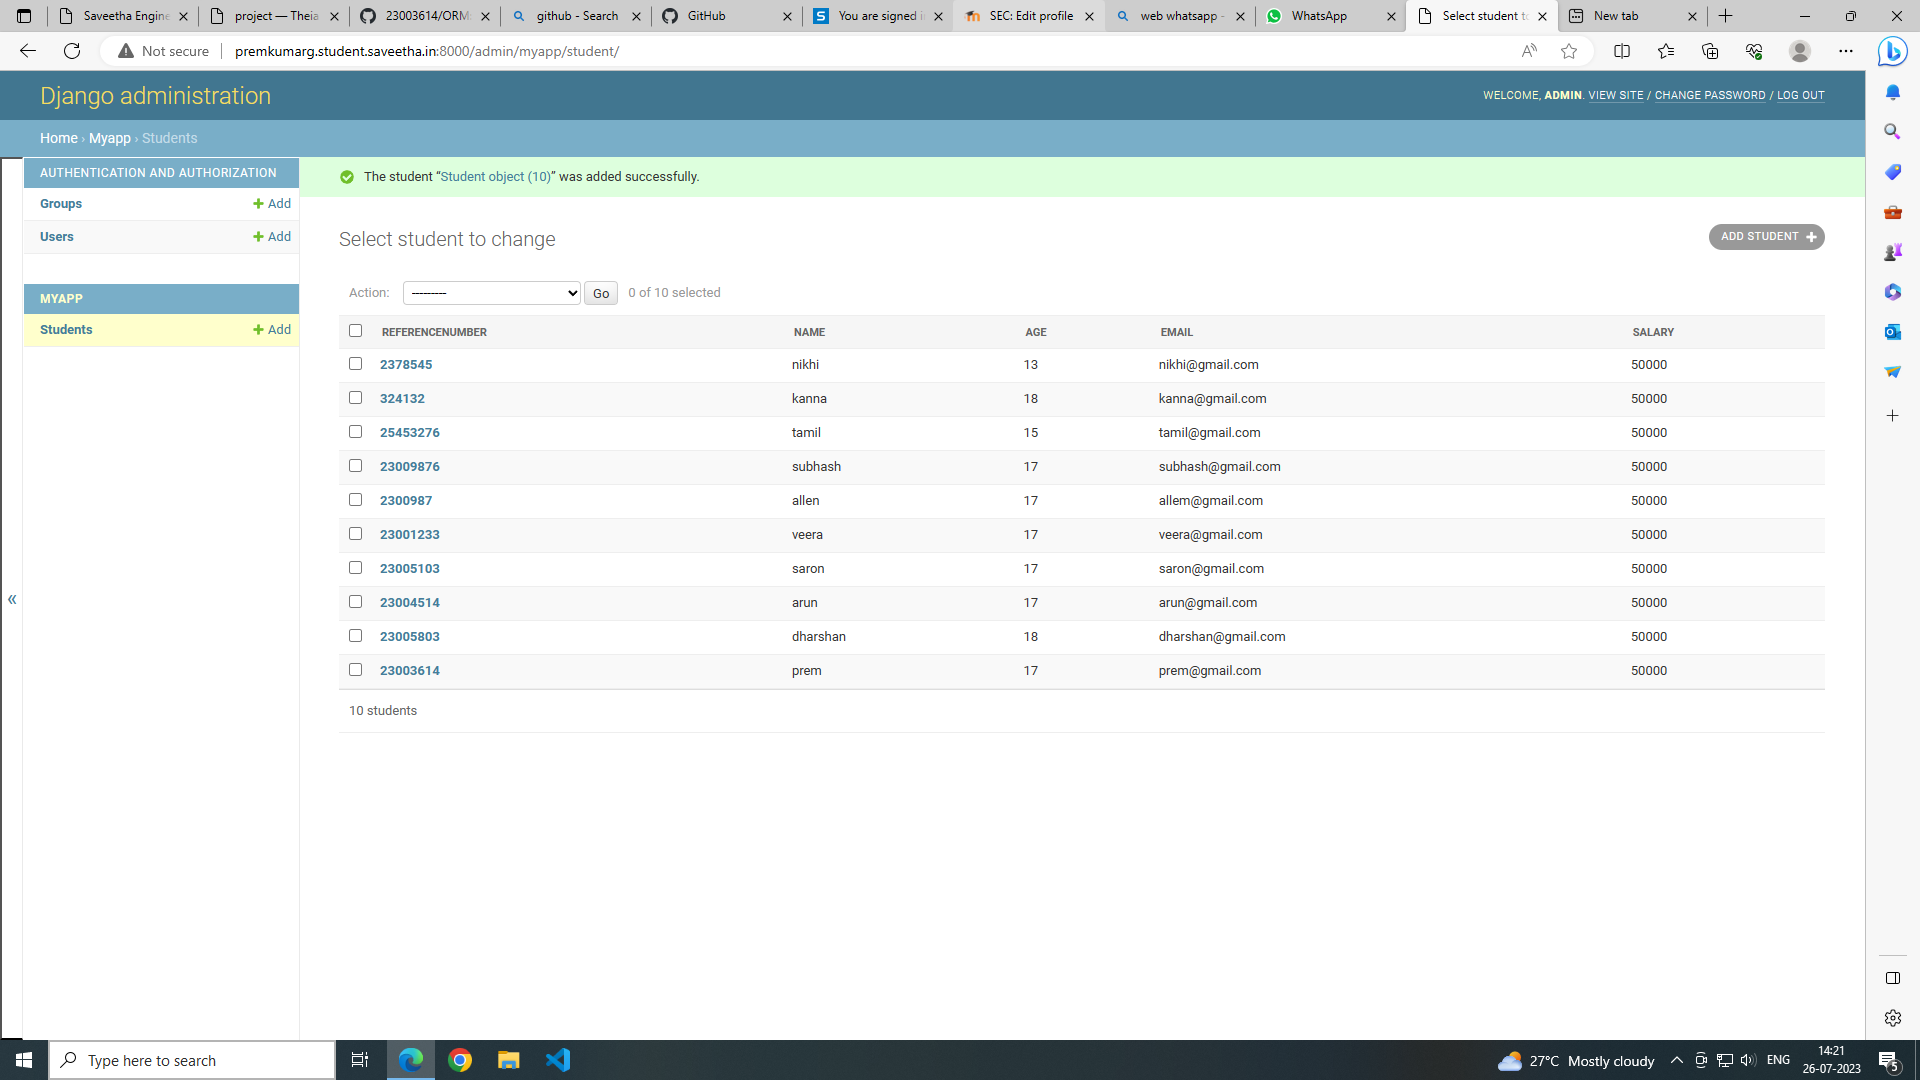 Saveetha Engine
project — Theia
23003614/ORM
github - Search
GitHub
You are signed i
SEC: Edit profile
web whatsapp -
WhatsApp
Select student to
New tab
Not secure
premkumarg.student.saveetha.in:8000/admin/myapp/student/
Django administration
WELCOME, ADMIN. VIEW SITE / CHANGE PASSWORD / LOG OUT
Home › Myapp › Students
AUTHENTICATION AND AUTHORIZATION
Groups + Add
Users + Add
MYAPP
Students + Add
«
The student “Student object (10)” was added successfully.
Select student to change
ADD STUDENT +
Action: --------- Go 0 of 10 selected
REFERENCENUMBER NAME AGE EMAIL SALARY
2378545 nikhi 13 nikhi@gmail.com 50000
324132 kanna 18 kanna@gmail.com 50000
25453276 tamil 15 tamil@gmail.com 50000
23009876 subhash 17 subhash@gmail.com 50000
2300987 allen 17 allem@gmail.com 50000
23001233 veera 17 veera@gmail.com 50000
23005103 saron 17 saron@gmail.com 50000
23004514 arun 17 arun@gmail.com 50000
23005803 dharshan 18 dharshan@gmail.com 50000
23003614 prem 17 prem@gmail.com 50000
10 students
Type here to search
27°C Mostly cloudy
ENG
14:21
26-07-2023
5